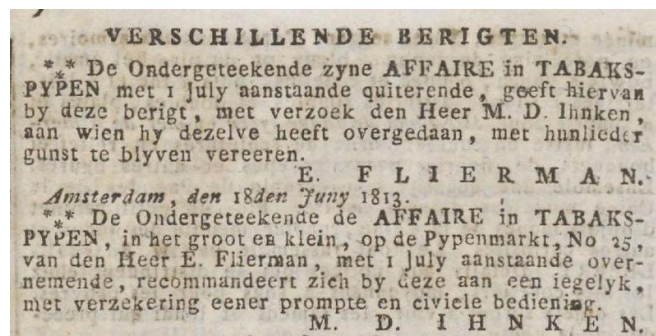 VERSCHILLENDE BERIGTEN.
*** De Ondergeteekende zyne AFFAIRE in TABAKS-
PYPEN met 1 July aanstaande quiterende, geeft hiervan
by deze berigt, met verzoek den Heer M. D. Ihnken,
aan wien hy dezelve heeft overgedaan, met hunlieder
gunst te blyven vereeren.
E. FLIERMAN.
Amsterdam, den 18den Juny 1813.
*** De Ondergeteekende de AFFAIRE in TABAKS-
PYPEN, in het groot en klein, op de Pypenmarkt, No 25,
van den Heer E. Flierman, met 1 July aanstaande over-
nemende, recommandeert zich by deze aan een iegelyk,
met verzekering eener prompte en civiele bediening.
M. D. IHNKEN.